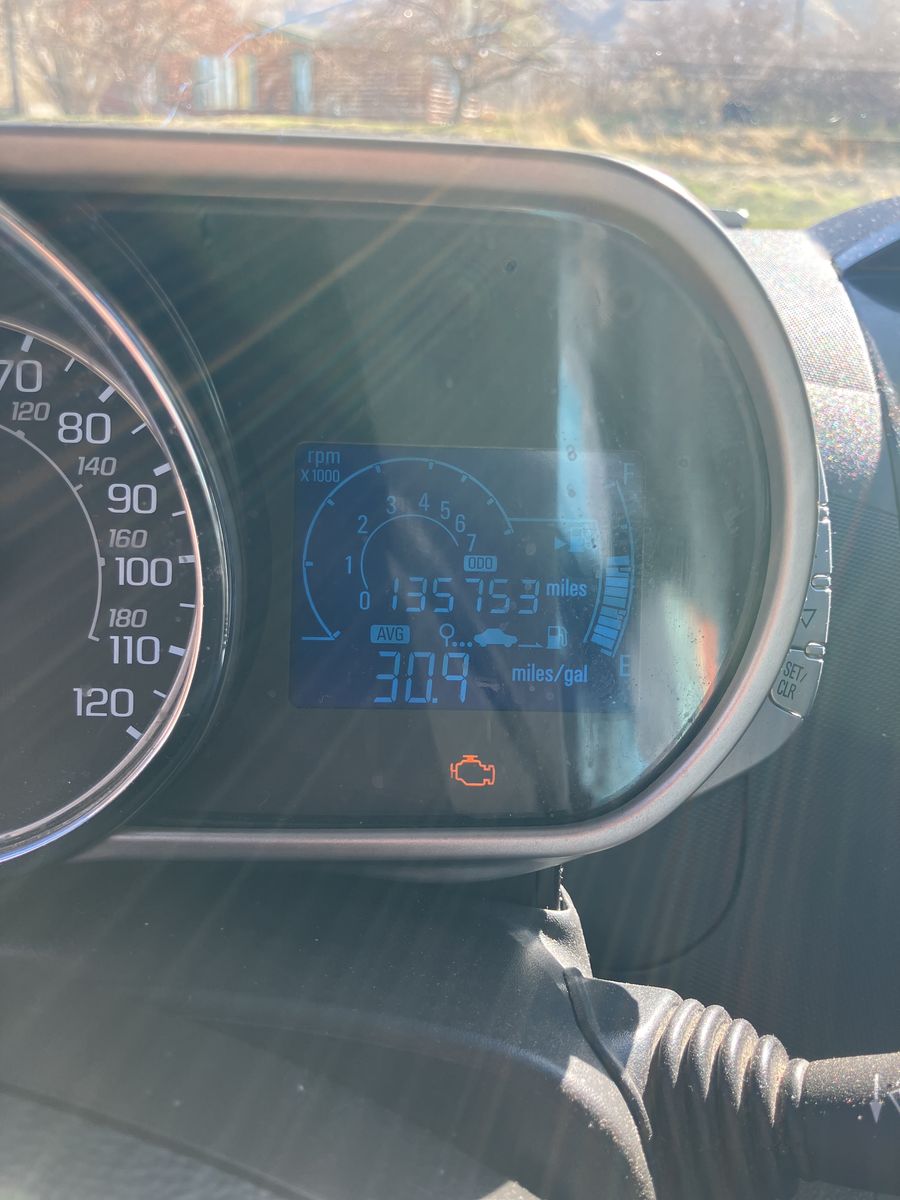 70
120
80
140
90
160
100
180
110
120
rpm
X1000
0 1 2 3 4 5 6 7
F
ODO
135753 miles
AVG
30.9 miles/gal
E
SET/
CLR